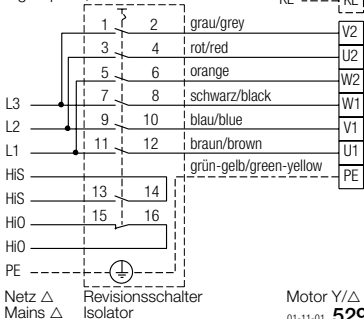 KL
1 2 grau/grey V2
3 4 rot/red U2
5 6 orange W2
L3 7 8 schwarz/black W1
L2 9 10 blau/blue V1
L1 11 12 braun/brown U1
HiS grün-gelb/green-yellow PE
HiS 13 14
HiO 15 16
HiO
PE
Netz △ Revisionsschalter Motor Y/△
Mains △ Isolator 01-11-01 529